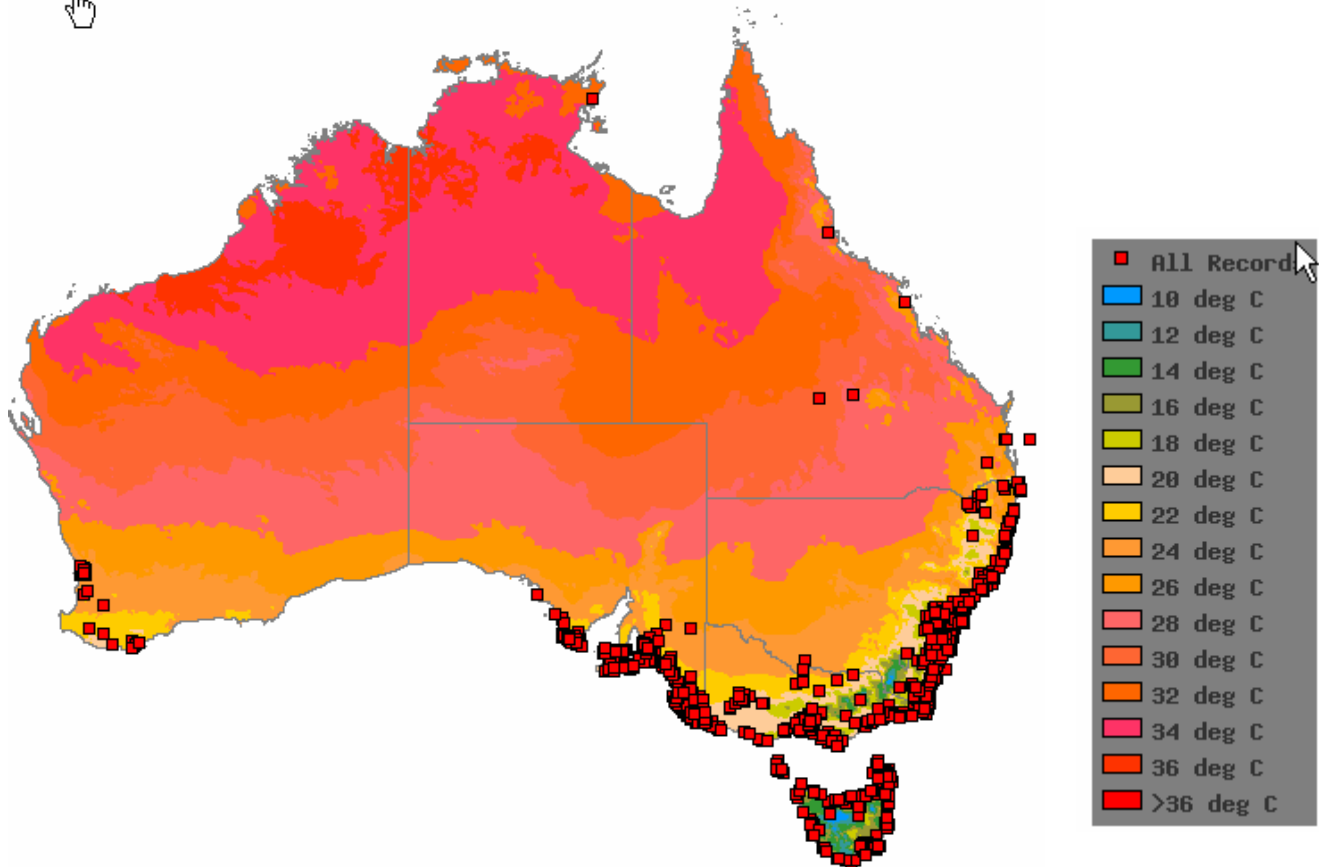 All Record
10 deg C
12 deg C
14 deg C
16 deg C
18 deg C
20 deg C
22 deg C
24 deg C
26 deg C
28 deg C
30 deg C
32 deg C
34 deg C
36 deg C
>36 deg C